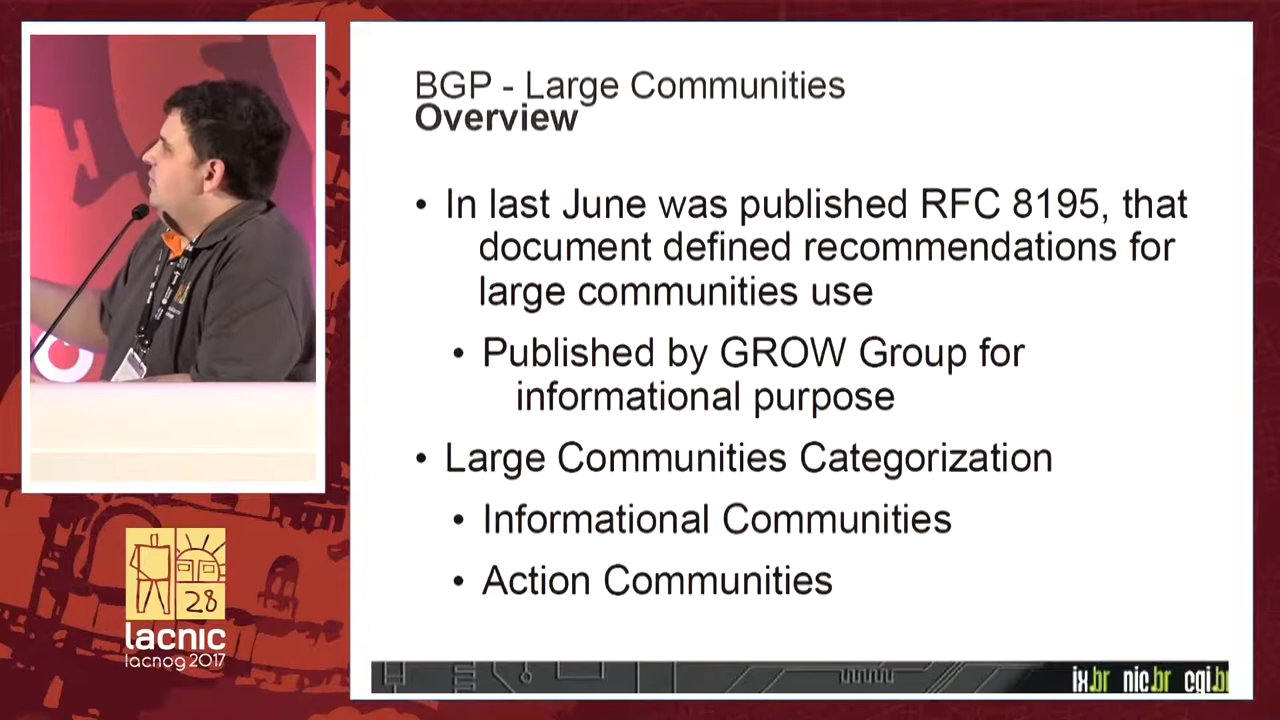 BGP - Large Communities
Overview
• In last June was published RFC 8195, that
document defined recommendations for
large communities use
• Published by GROW Group for
informational purpose
• Large Communities Categorization
• Informational Communities
• Action Communities
28
lacnic
lacnog 2017
ix.br nic.br cgi.br